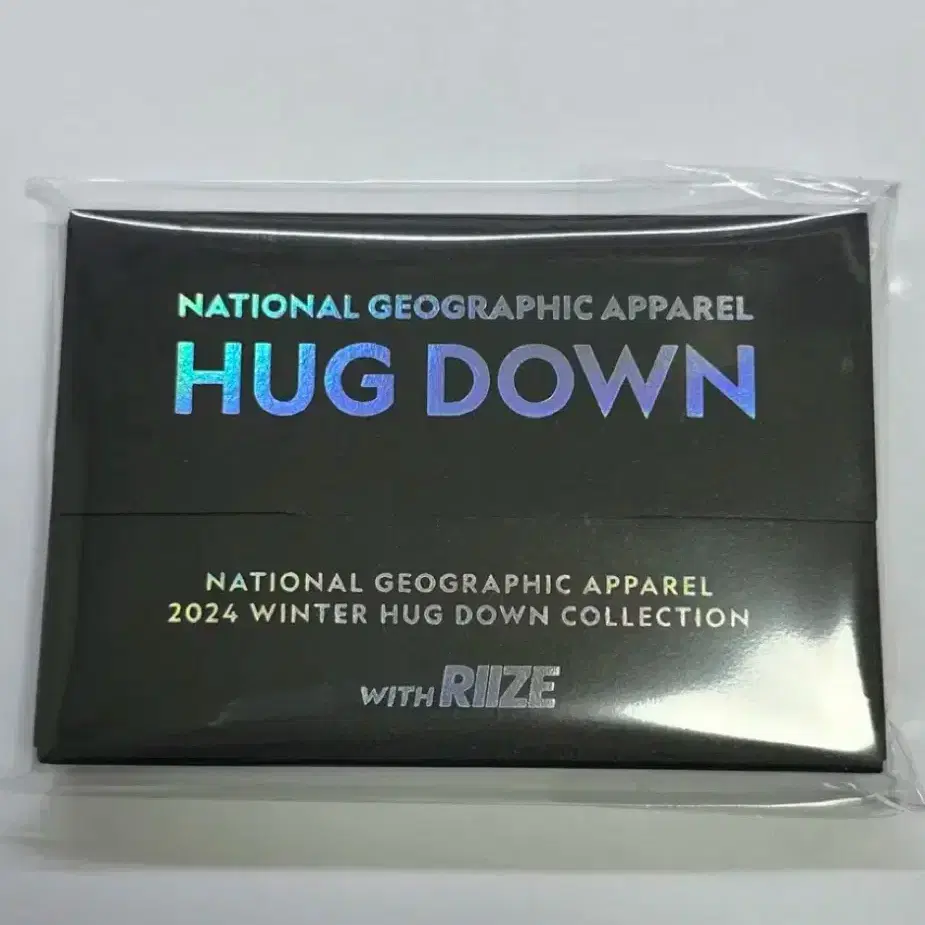 NATIONAL GEOGRAPHIC APPAREL
HUG DOWN
NATIONAL GEOGRAPHIC APPAREL
2024 WINTER HUG DOWN COLLECTION
WITH RIIZE